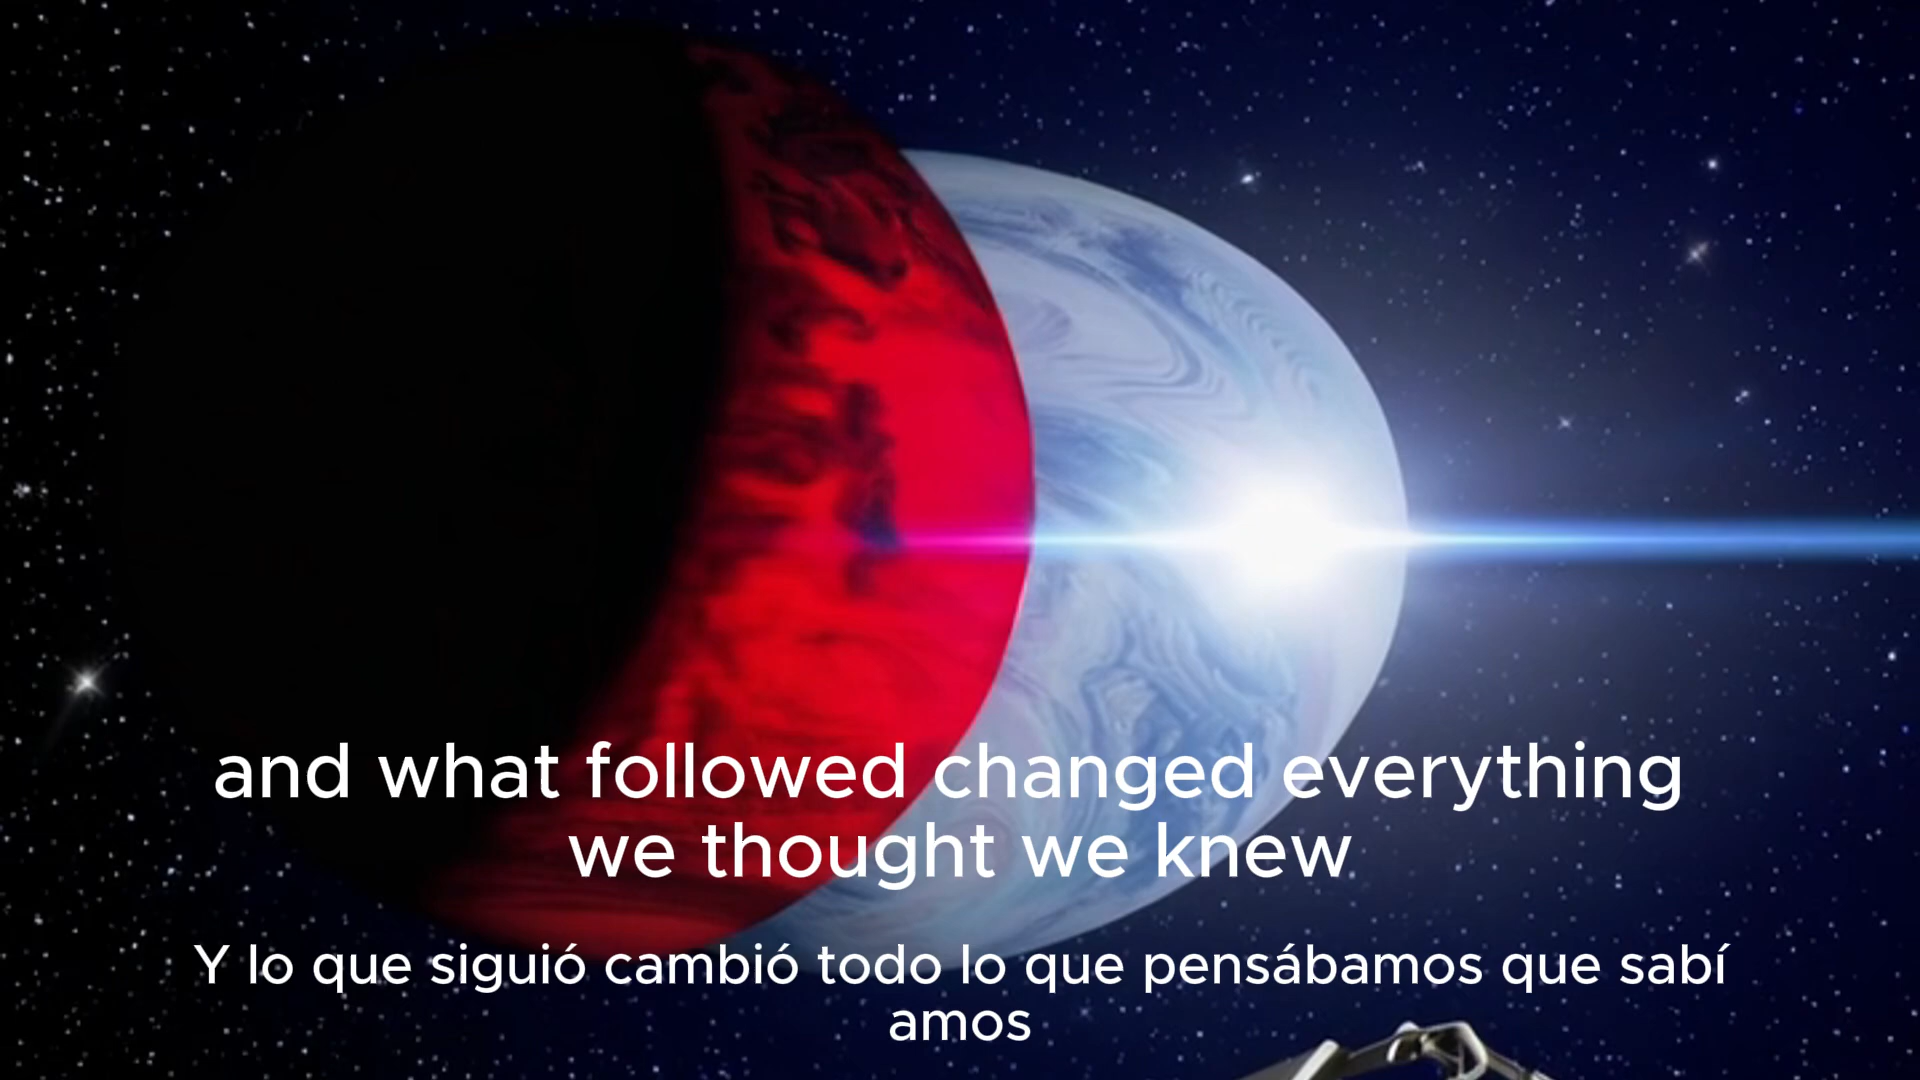 and what followed changed everything
we thought we knew
Y lo que siguió cambió todo lo que pensábamos que sabí
amos